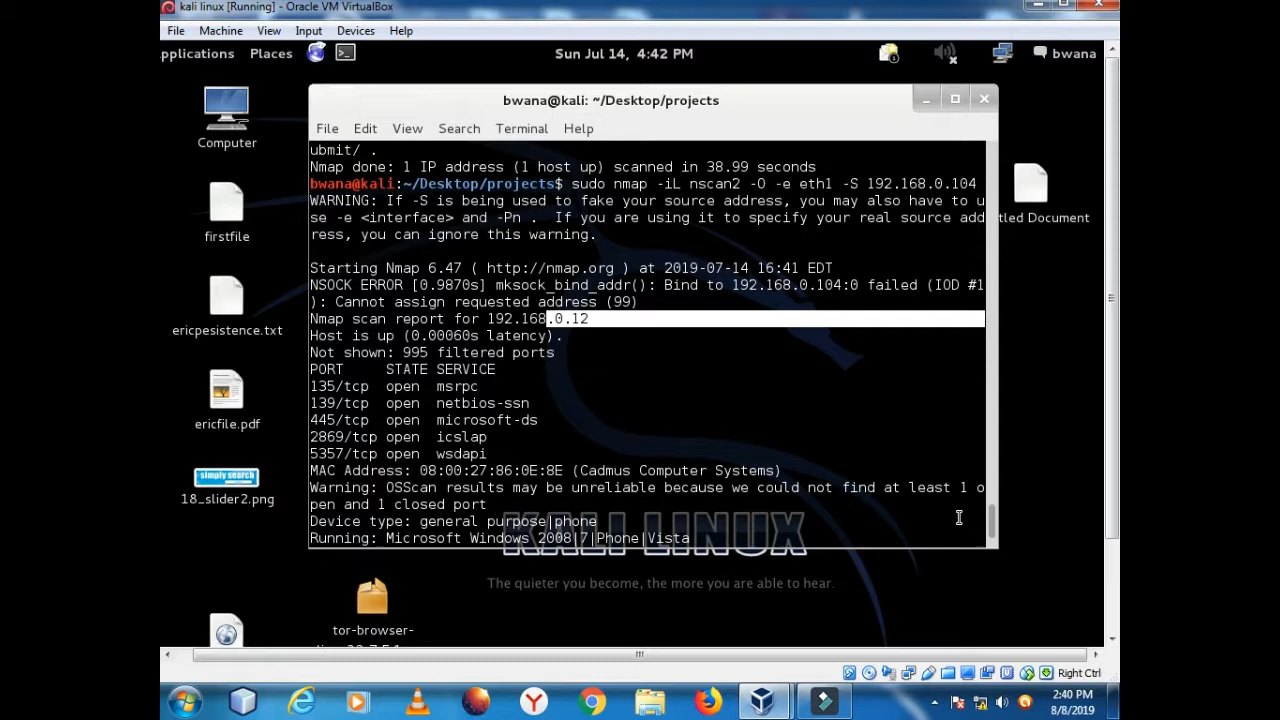 kali linux [Running] - Oracle VM VirtualBox
File Machine View Input Devices Help
pplications Places Sun Jul 14, 4:42 PM bwana
bwana@kali: ~/Desktop/projects
File Edit View Search Terminal Help
ubmit/ .
Nmap done: 1 IP address (1 host up) scanned in 38.99 seconds
bwana@kali:~/Desktop/projects$ sudo nmap -iL nscan2 -O -e eth1 -S 192.168.0.104
WARNING: If -S is being used to fake your source address, you may also have to u
se -e <interface> and -Pn .  If you are using it to specify your real source add
ress, you can ignore this warning.
Starting Nmap 6.47 ( http://nmap.org ) at 2019-07-14 16:41 EDT
NSOCK ERROR [0.9870s] mksock_bind_addr(): Bind to 192.168.0.104:0 failed (IOD #1
): Cannot assign requested address (99)
Nmap scan report for 192.168.0.12
Host is up (0.00060s latency).
Not shown: 995 filtered ports
PORT     STATE SERVICE
135/tcp  open  msrpc
139/tcp  open  netbios-ssn
445/tcp  open  microsoft-ds
2869/tcp open  icslap
5357/tcp open  wsdapi
MAC Address: 08:00:27:86:0E:8E (Cadmus Computer Systems)
Warning: OSScan results may be unreliable because we could not find at least 1 o
pen and 1 closed port
Device type: general purpose|phone
Running: Microsoft Windows 2008|7|Phone|Vista
Computer
firstfile
ericpesistence.txt
ericfile.pdf
simply search
18_slider2.png
tled Document
KALI LINUX
The quieter you become, the more you are able to hear.
tor-browser-
Right Ctrl
2:40 PM
8/8/2019